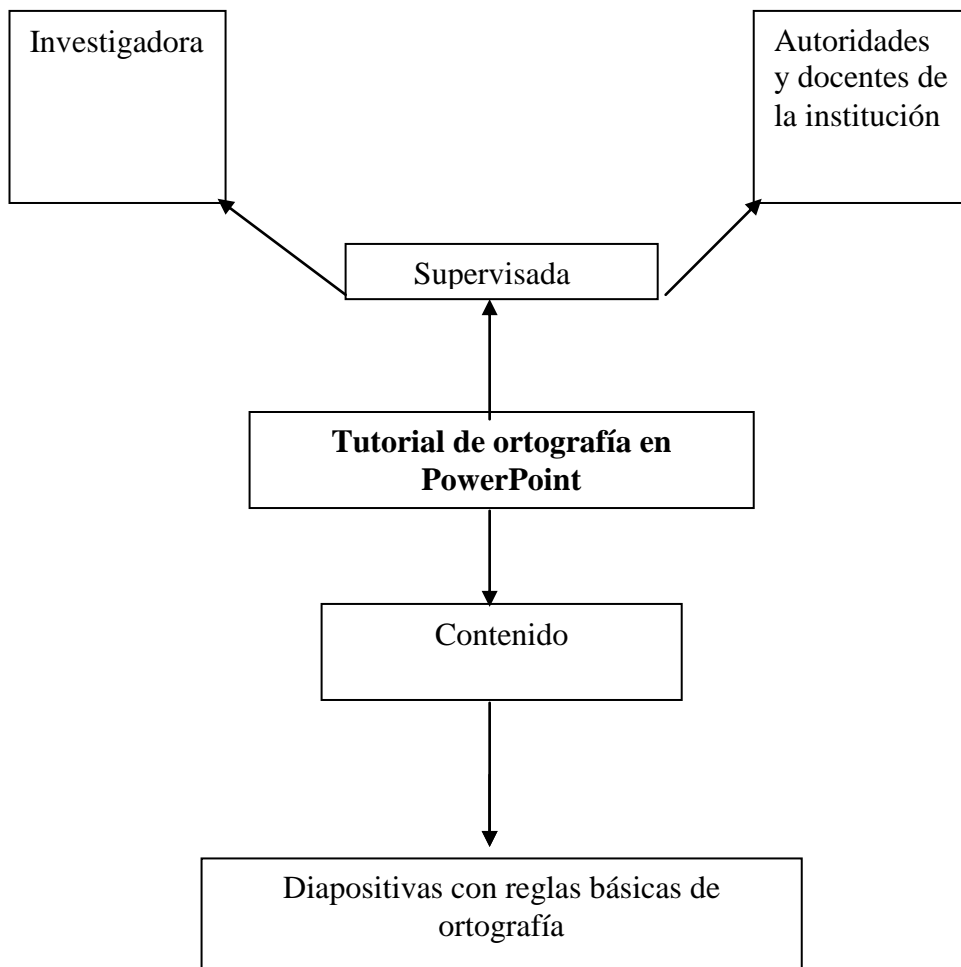 Investigadora
Autoridades
y docentes de
la institución
Supervisada
Tutorial de ortografía en
PowerPoint
Contenido
Diapositivas con reglas básicas de
ortografía